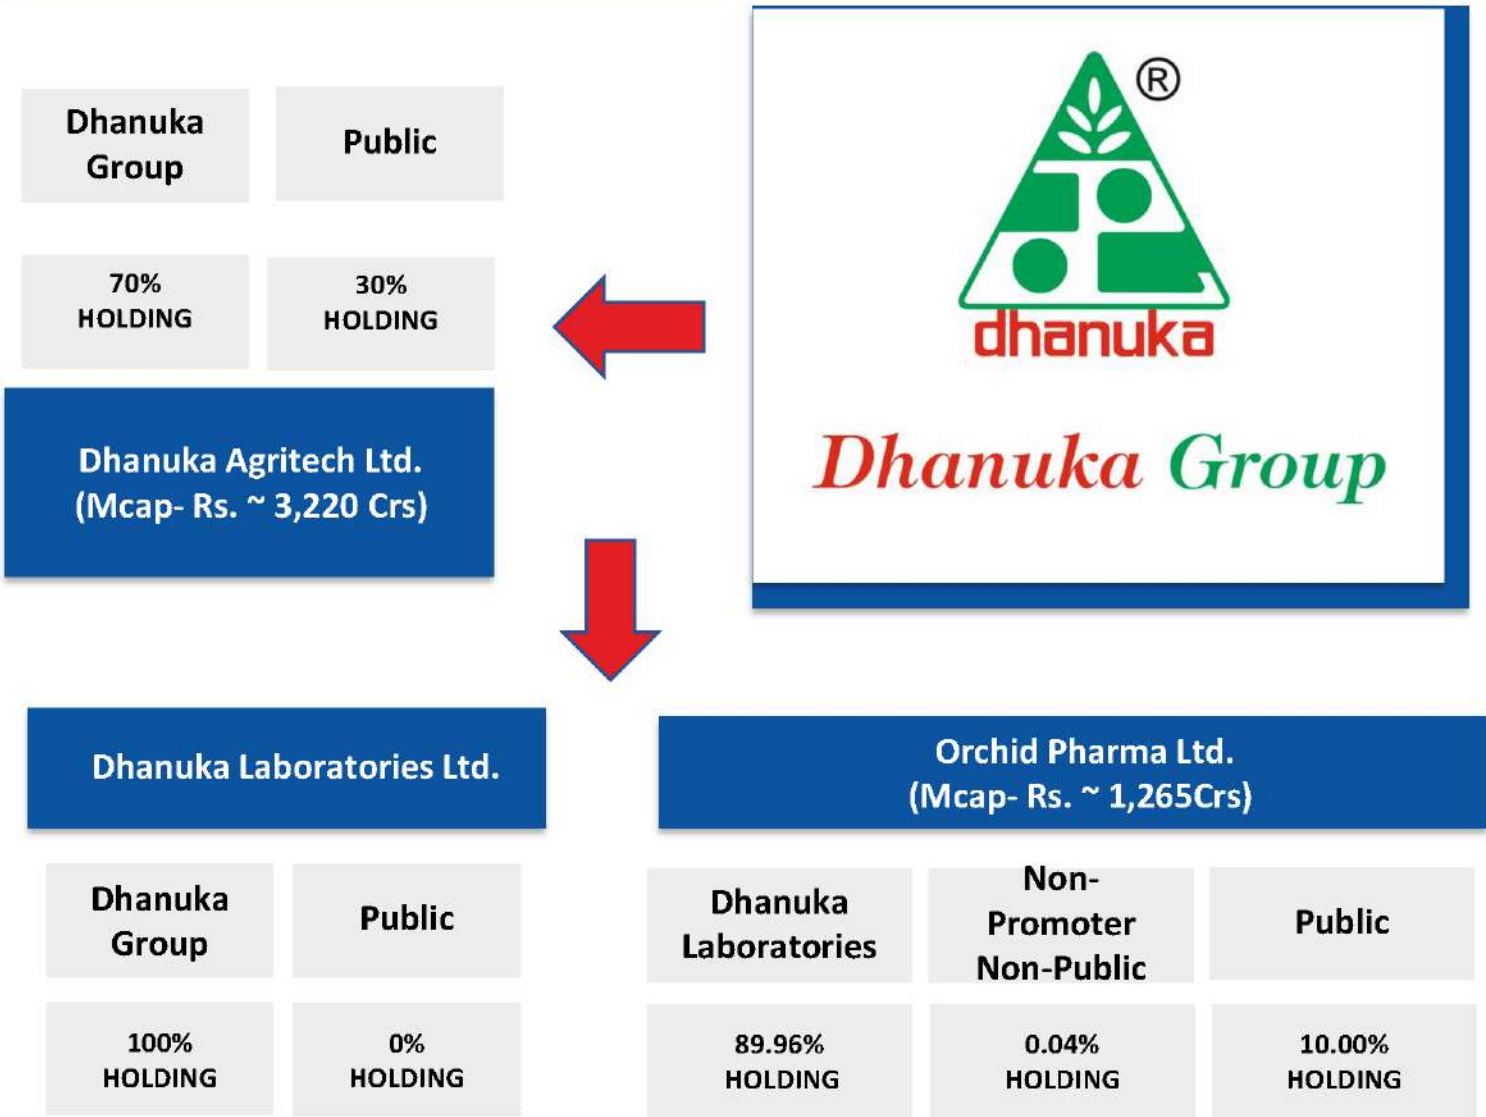 ®
dhanuka
Dhanuka Group
Dhanuka
Group
Public
70%
HOLDING
30%
HOLDING
Dhanuka Agritech Ltd.
(Mcap- Rs. ~ 3,220 Crs)
Dhanuka Laboratories Ltd.
Dhanuka
Group
Public
100%
HOLDING
0%
HOLDING
Orchid Pharma Ltd.
(Mcap- Rs. ~ 1,265Crs)
Dhanuka
Laboratories
Non-
Promoter
Non-Public
Public
89.96%
HOLDING
0.04%
HOLDING
10.00%
HOLDING